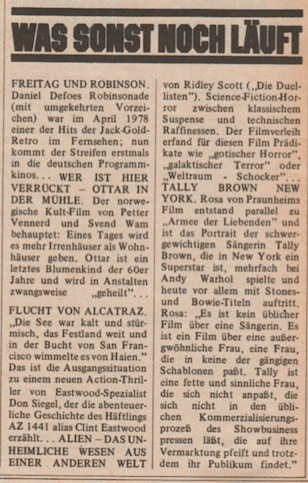 WAS SONST NOCH LÄUFT
FREITAG UND ROBINSON.
Daniel Defoes Robinsonade
(mit umgekehrten Vorzei-
chen) war im April 1978
einer der Hits der Jack-Gold-
Retro im Fernsehen; nun
kommt der Streifen erstmals
in die deutschen Programm-
kinos... WER IST HIER
VERRÜCKT – OTTAR IN
DER MÜHLE. Der norwe-
gische Kult-Film von Petter
Vennerd und Svend Wam
behauptet: Eines Tages wird
es mehr Irrenhäuser als Wohn-
häuser geben. Ottar ist ein
letztes Blumenkind der 60er
Jahre und wird in Anstalten
zwangsweise „geheilt"...
FLUCHT VON ALCATRAZ.
„Die See war kalt und stür-
misch, das Festland weit und
in der Bucht von San Fran-
cisco wimmelte es von Haien."
Das ist die Ausgangssituation
zu einem neuen Action-Thril-
ler von Eastwood-Spezialist
Don Siegel, der die abenteuer-
liche Geschichte des Häftlings
AZ 1441 alias Clint Eastwood
erzählt... ALIEN – DAS UN-
HEIMLICHE WESEN AUS
EINER ANDEREN WELT
von Ridley Scott („Die Duel-
listen"). Science-Fiction-Hor-
ror zwischen klassischem
Suspense und technischen
Raffinessen. Der Filmverleih
erfand für diesen Film Prädi-
kate wie „gotischer Horror",
„galaktischer Terror" oder
„Weltraum - Schocker"...
TALLY BROWN NEW
YORK. Rosa von Praunheims
Film entstand parallel zu
„Armee der Liebenden" und
ist das Portrait der schwer-
gewichtigen Sängerin Tally
Brown, die in New York ein
Superstar ist, mehrfach bei
Andy Warhol spielte und
heute vor allem mit Stones-
und Bowie-Titeln auftritt.
Rosa: „Es ist kein üblicher
Film über eine Sängerin. Es
ist ein Film über eine außer-
gewöhnliche Frau, eine Frau,
die in keine der gängigen
Schablonen paßt. Tally ist
eine fette und sinnliche Frau,
die sich nicht anpaßt, die
sich nicht in den übli-
chen Kommerzialisierungs-
prozeß des Showbusiness
pressen läßt, die auf ihre
Vermarktung pfeift und trotz-
dem ihr Publikum findet."